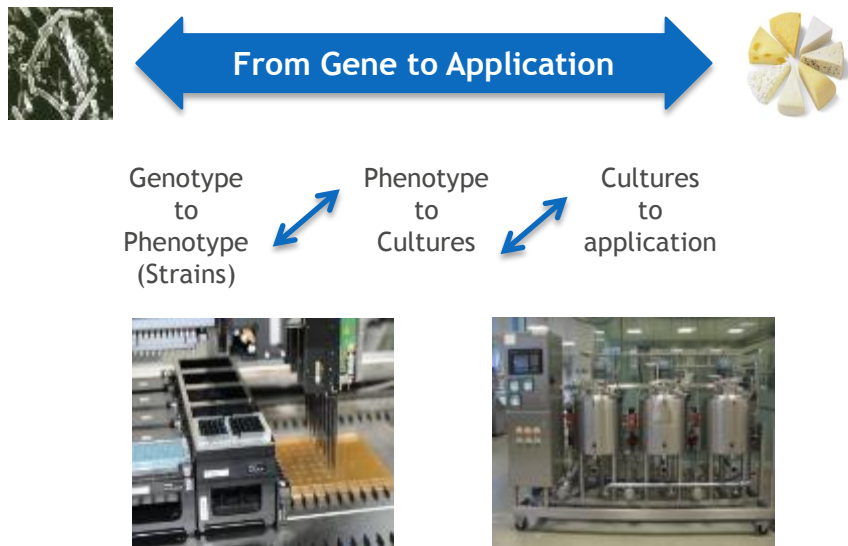 From Gene to Application
Genotype
to
Phenotype
(Strains)
Phenotype
to
Cultures
Cultures
to
application